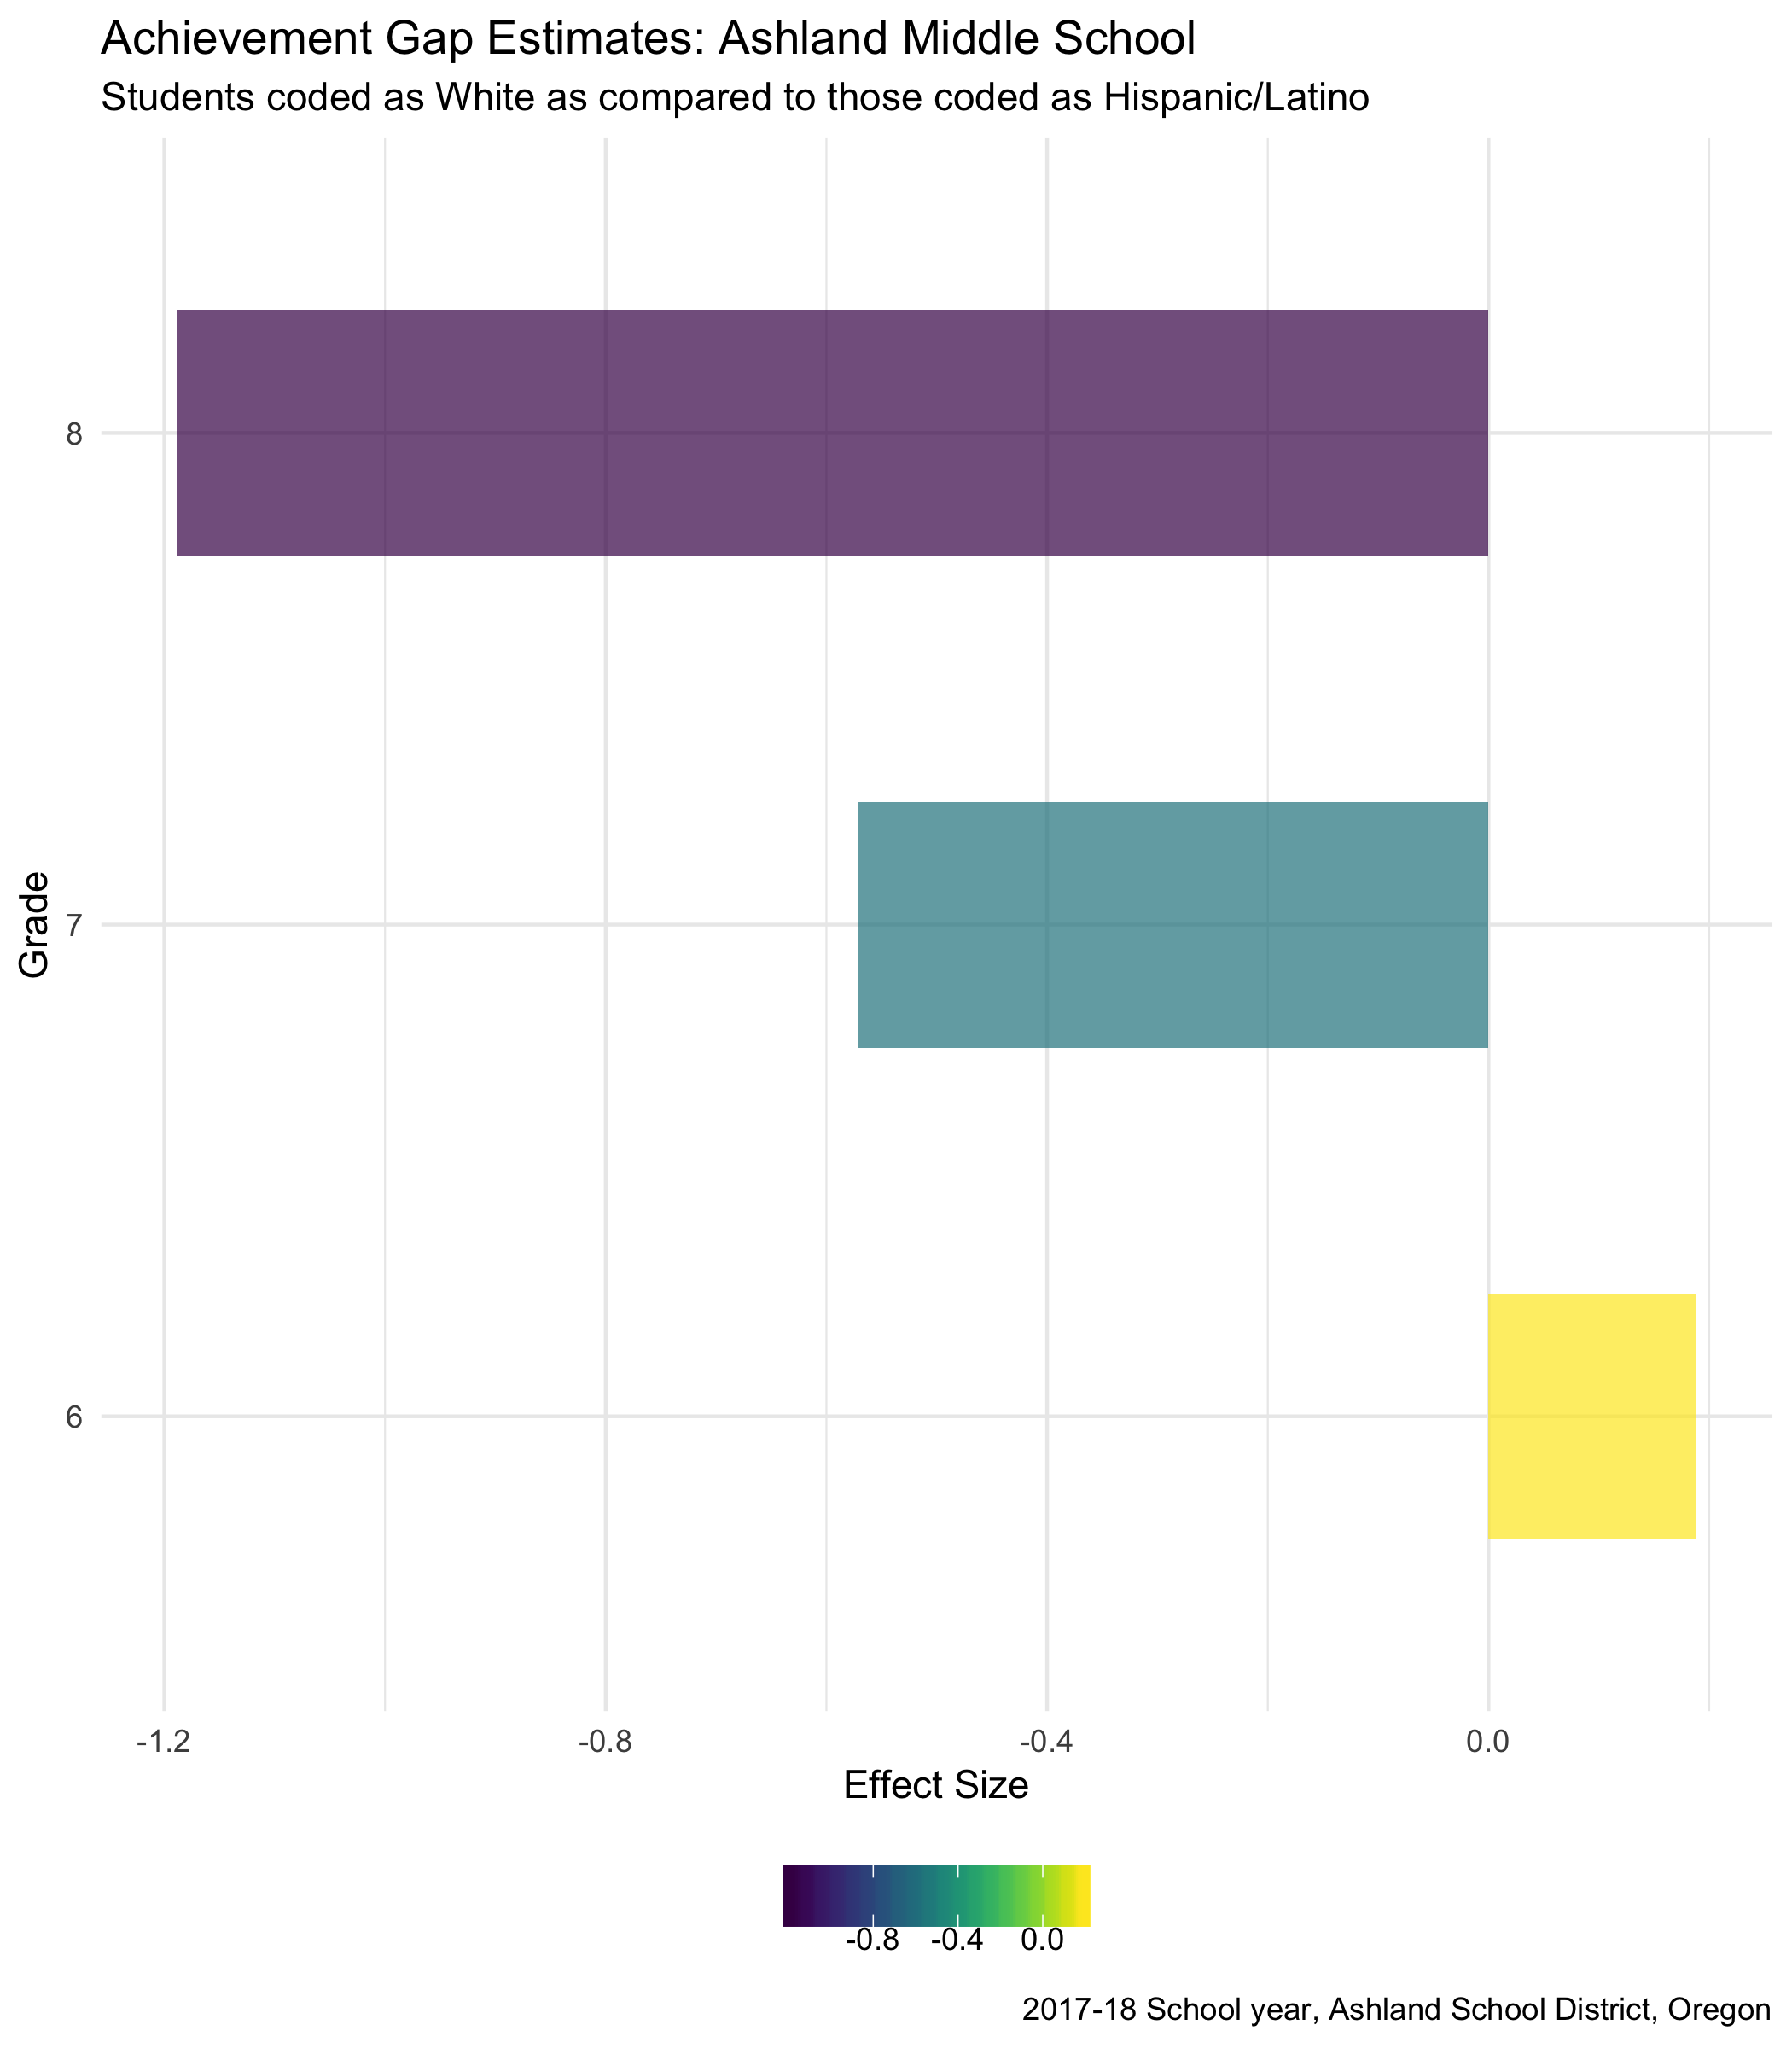 Achievement Gap Estimates: Ashland Middle School
Students coded as White as compared to those coded as Hispanic/Latino
8
7
6
Grade
-1.2 -0.8 -0.4 0.0
Effect Size
-0.8 -0.4 0.0
2017-18 School year, Ashland School District, Oregon